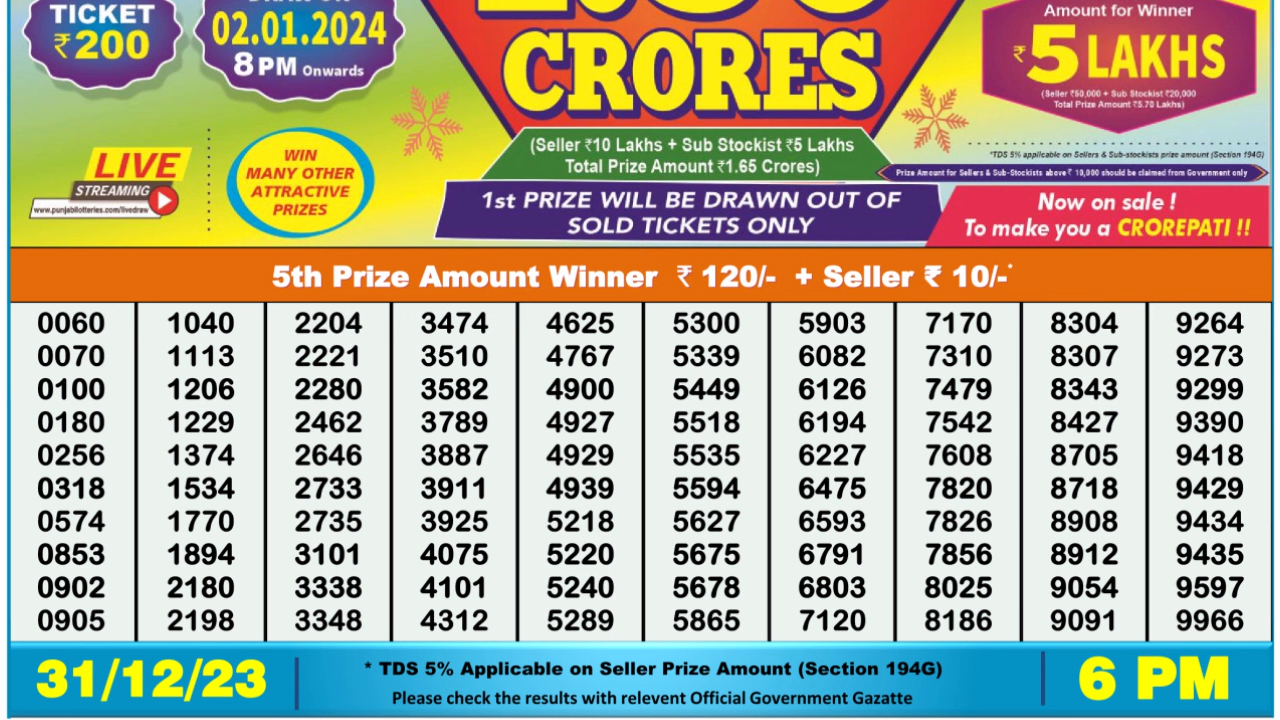 TICKET
₹200
02.01.2024
8 PM Onwards
CRORES
(Seller ₹10 Lakhs + Sub Stockist ₹5 Lakhs
Total Prize Amount ₹1.65 Crores)
Amount for Winner
₹5 LAKHS
(Seller ₹50,000 + Sub Stockist ₹20,000
Total Prize Amount ₹5.70 Lakhs)
*TDS 5% applicable on Sellers & Sub-stockists prize amount (Section 194G)
Prize Amount for Sellers & Sub-Stockists above ₹ 10,000 should be claimed from Government only
LIVE
STREAMING
www.punjabilotteries.com/livedraw
WIN
MANY OTHER
ATTRACTIVE
PRIZES
1st PRIZE WILL BE DRAWN OUT OF
SOLD TICKETS ONLY
Now on sale !
To make you a CROREPATI !!
5th Prize Amount Winner ₹ 120/- + Seller ₹ 10/-*
0060 1040 2204 3474 4625 5300 5903 7170 8304 9264
0070 1113 2221 3510 4767 5339 6082 7310 8307 9273
0100 1206 2280 3582 4900 5449 6126 7479 8343 9299
0180 1229 2462 3789 4927 5518 6194 7542 8427 9390
0256 1374 2646 3887 4929 5535 6227 7608 8705 9418
0318 1534 2733 3911 4939 5594 6475 7820 8718 9429
0574 1770 2735 3925 5218 5627 6593 7826 8908 9434
0853 1894 3101 4075 5220 5675 6791 7856 8912 9435
0902 2180 3338 4101 5240 5678 6803 8025 9054 9597
0905 2198 3348 4312 5289 5865 7120 8186 9091 9966
31/12/23
* TDS 5% Applicable on Seller Prize Amount (Section 194G)
Please check the results with relevent Official Government Gazatte
6 PM